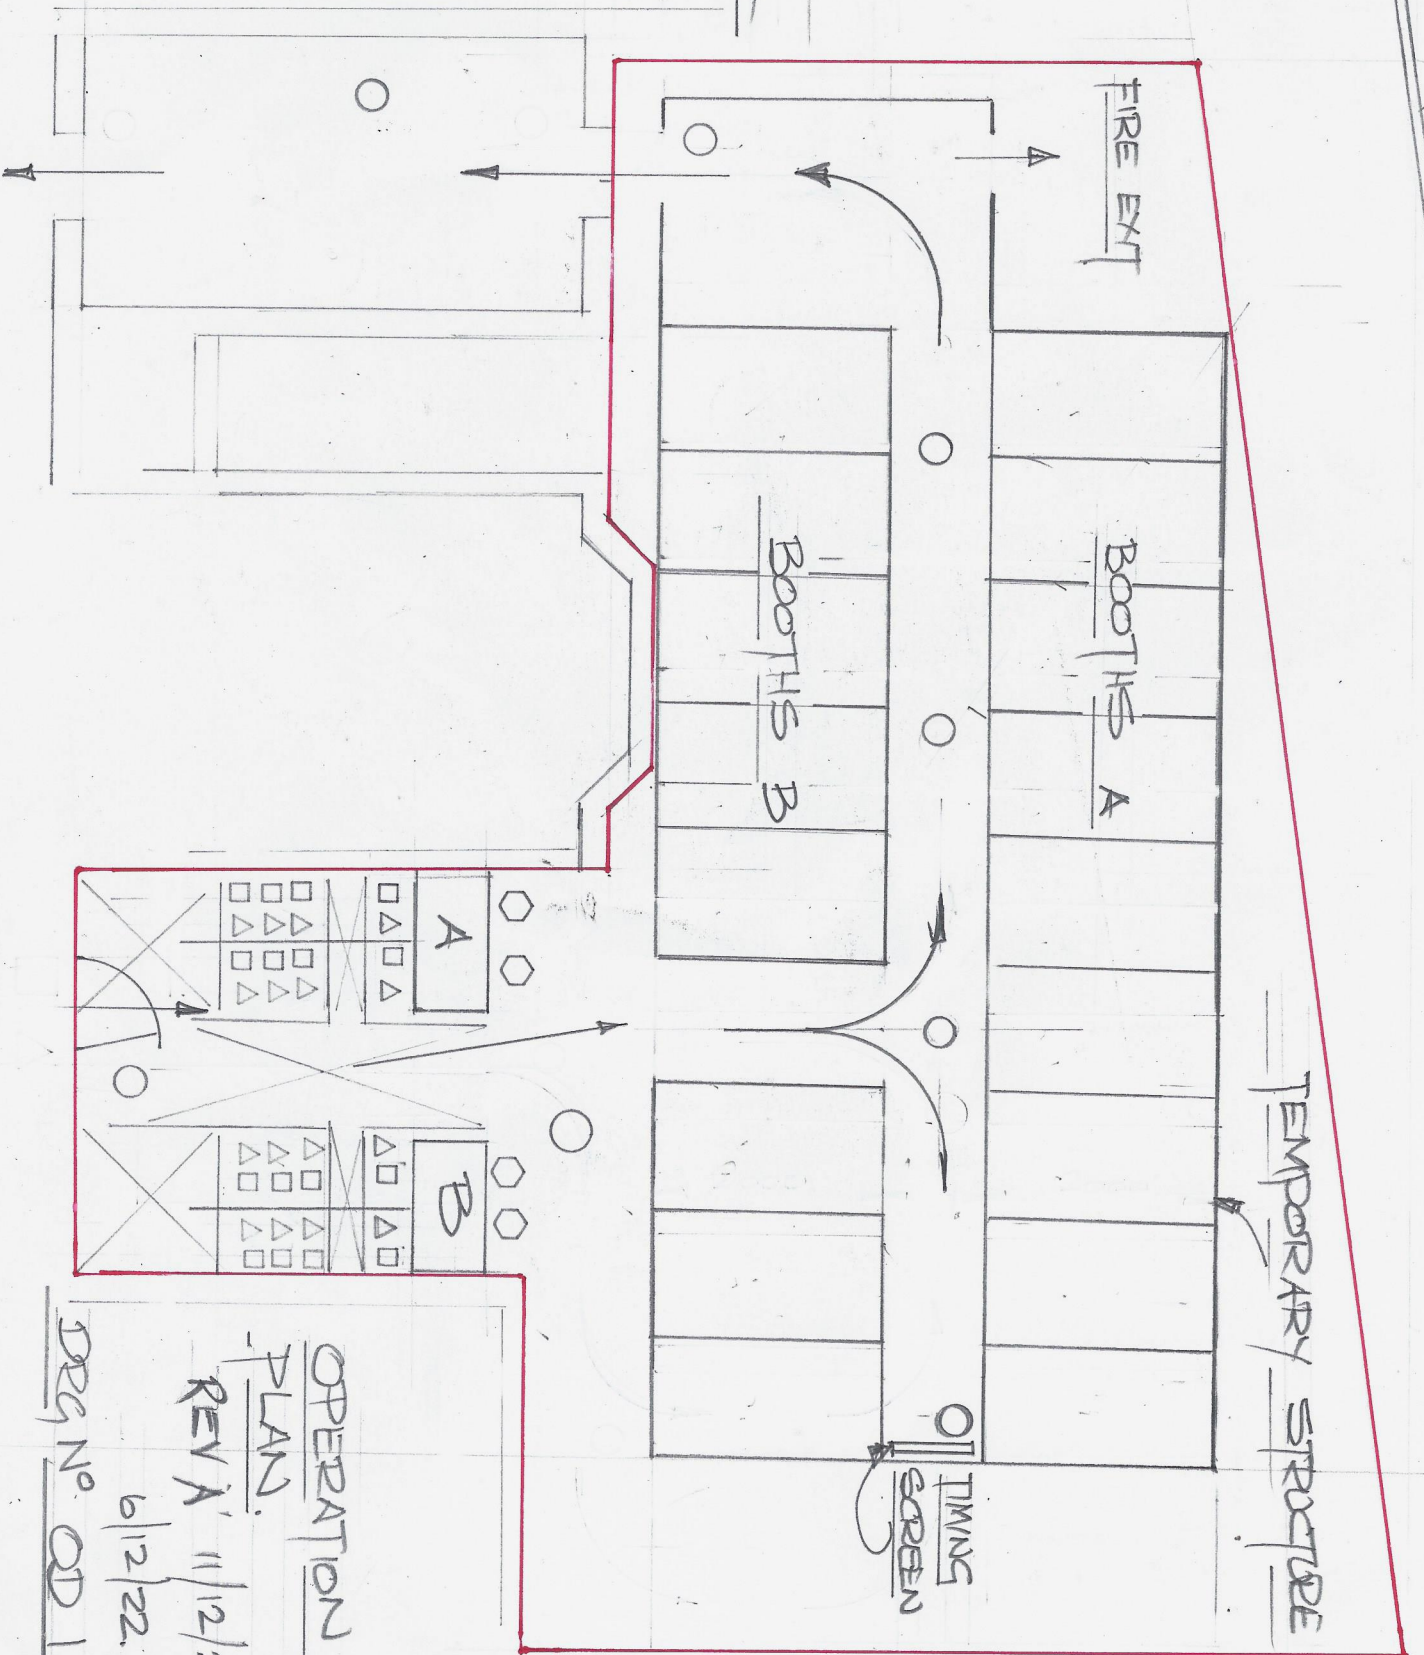 FIRE EXIT
BOOTHS A
BOOTHS B
TEMPORARY STRUCTURE
TIMING
SCREEN
A
B
OPERATION
PLAN.
REV 'A' 11/12/
6/12/22.
DRG Nº OD 1